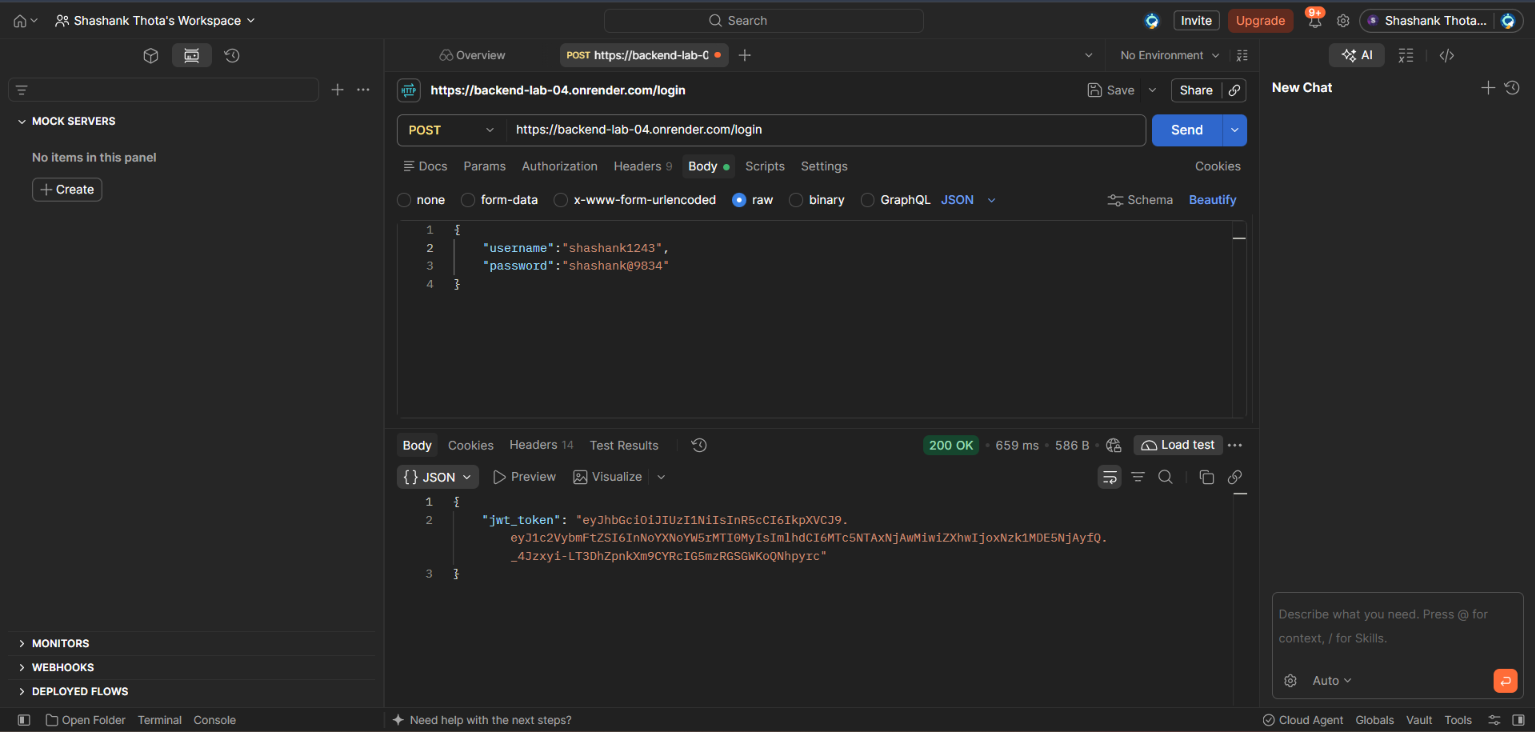 Shashank Thota's Workspace
Search
Invite
Upgrade
9+
S
Shashank Thota...
Overview
POST https://backend-lab-0
No Environment
AI
HTTP
https://backend-lab-04.onrender.com/login
Save
Share
New Chat
MOCK SERVERS
No items in this panel
Create
POST
https://backend-lab-04.onrender.com/login
Send
Docs
Params
Authorization
Headers 9
Body
Scripts
Settings
Cookies
none
form-data
x-www-form-urlencoded
raw
binary
GraphQL
JSON
Schema
Beautify
1 {
2 "username":"shashank1243",
3 "password":"shashank@9834"
4 }
Body
Cookies
Headers 14
Test Results
200 OK
659 ms
586 B
Load test
{} JSON
Preview
Visualize
1 {
2 "jwt_token": "eyJhbGciOiJIUzI1NiIsInR5cCI6IkpXVCJ9.
eyJ1c2VybmFtZSI6InNoYXNoYW5rMTI0MyIsImlhdCI6MTc5NTAxNjAwMiwiZXhwIjoxNzk1MDE5NjAyfQ.
_4Jzxyi-LT3DhZpnkXm9CYRcIG5mzRGSGWKoQNhpyrc"
3 }
Describe what you need. Press @ for
context, / for Skills.
Auto
MONITORS
WEBHOOKS
DEPLOYED FLOWS
Open Folder
Terminal
Console
Need help with the next steps?
Cloud Agent
Globals
Vault
Tools